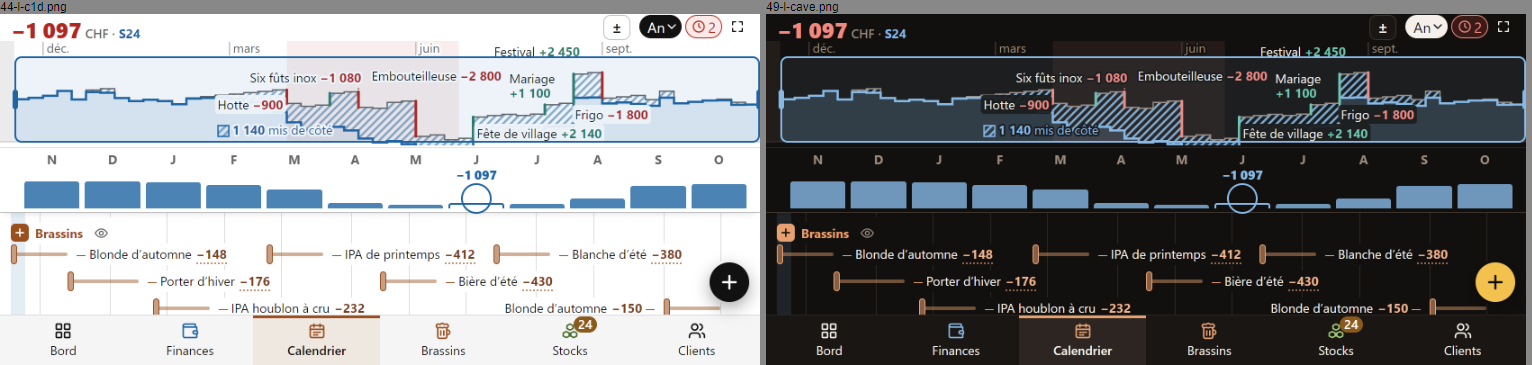 44-l-c1d.png
−1 097 CHF · S24
±
An
2
déc.
mars
juin
sept.
Festival +2 450
Six fûts inox −1 080
Embouteilleuse −2 800
Mariage
+1 100
Hotte −900
Frigo −1 800
1 140 mis de côté
Fête de village +2 140
N D J F M A M J J A S O
−1 097
Brassins
Blonde d’automne −148
IPA de printemps −412
Blanche d’été −380
Porter d’hiver −176
Bière d’été −430
IPA houblon à cru −232
Blonde d’automne −150
+
Bord
Finances
Calendrier
Brassins
24
Stocks
Clients
49-l-cave.png
−1 097 CHF · S24
±
An
2
déc.
mars
juin
sept.
Festival +2 450
Six fûts inox −1 080
Embouteilleuse −2 800
Mariage
+1 100
Hotte −900
Frigo −1 800
1 140 mis de côté
Fête de village +2 140
N D J F M A M J J A S O
−1 097
Brassins
Blonde d’automne −148
IPA de printemps −412
Blanche d’été −380
Porter d’hiver −176
Bière d’été −430
IPA houblon à cru −232
Blonde d’automne −150
+
Bord
Finances
Calendrier
Brassins
24
Stocks
Clients